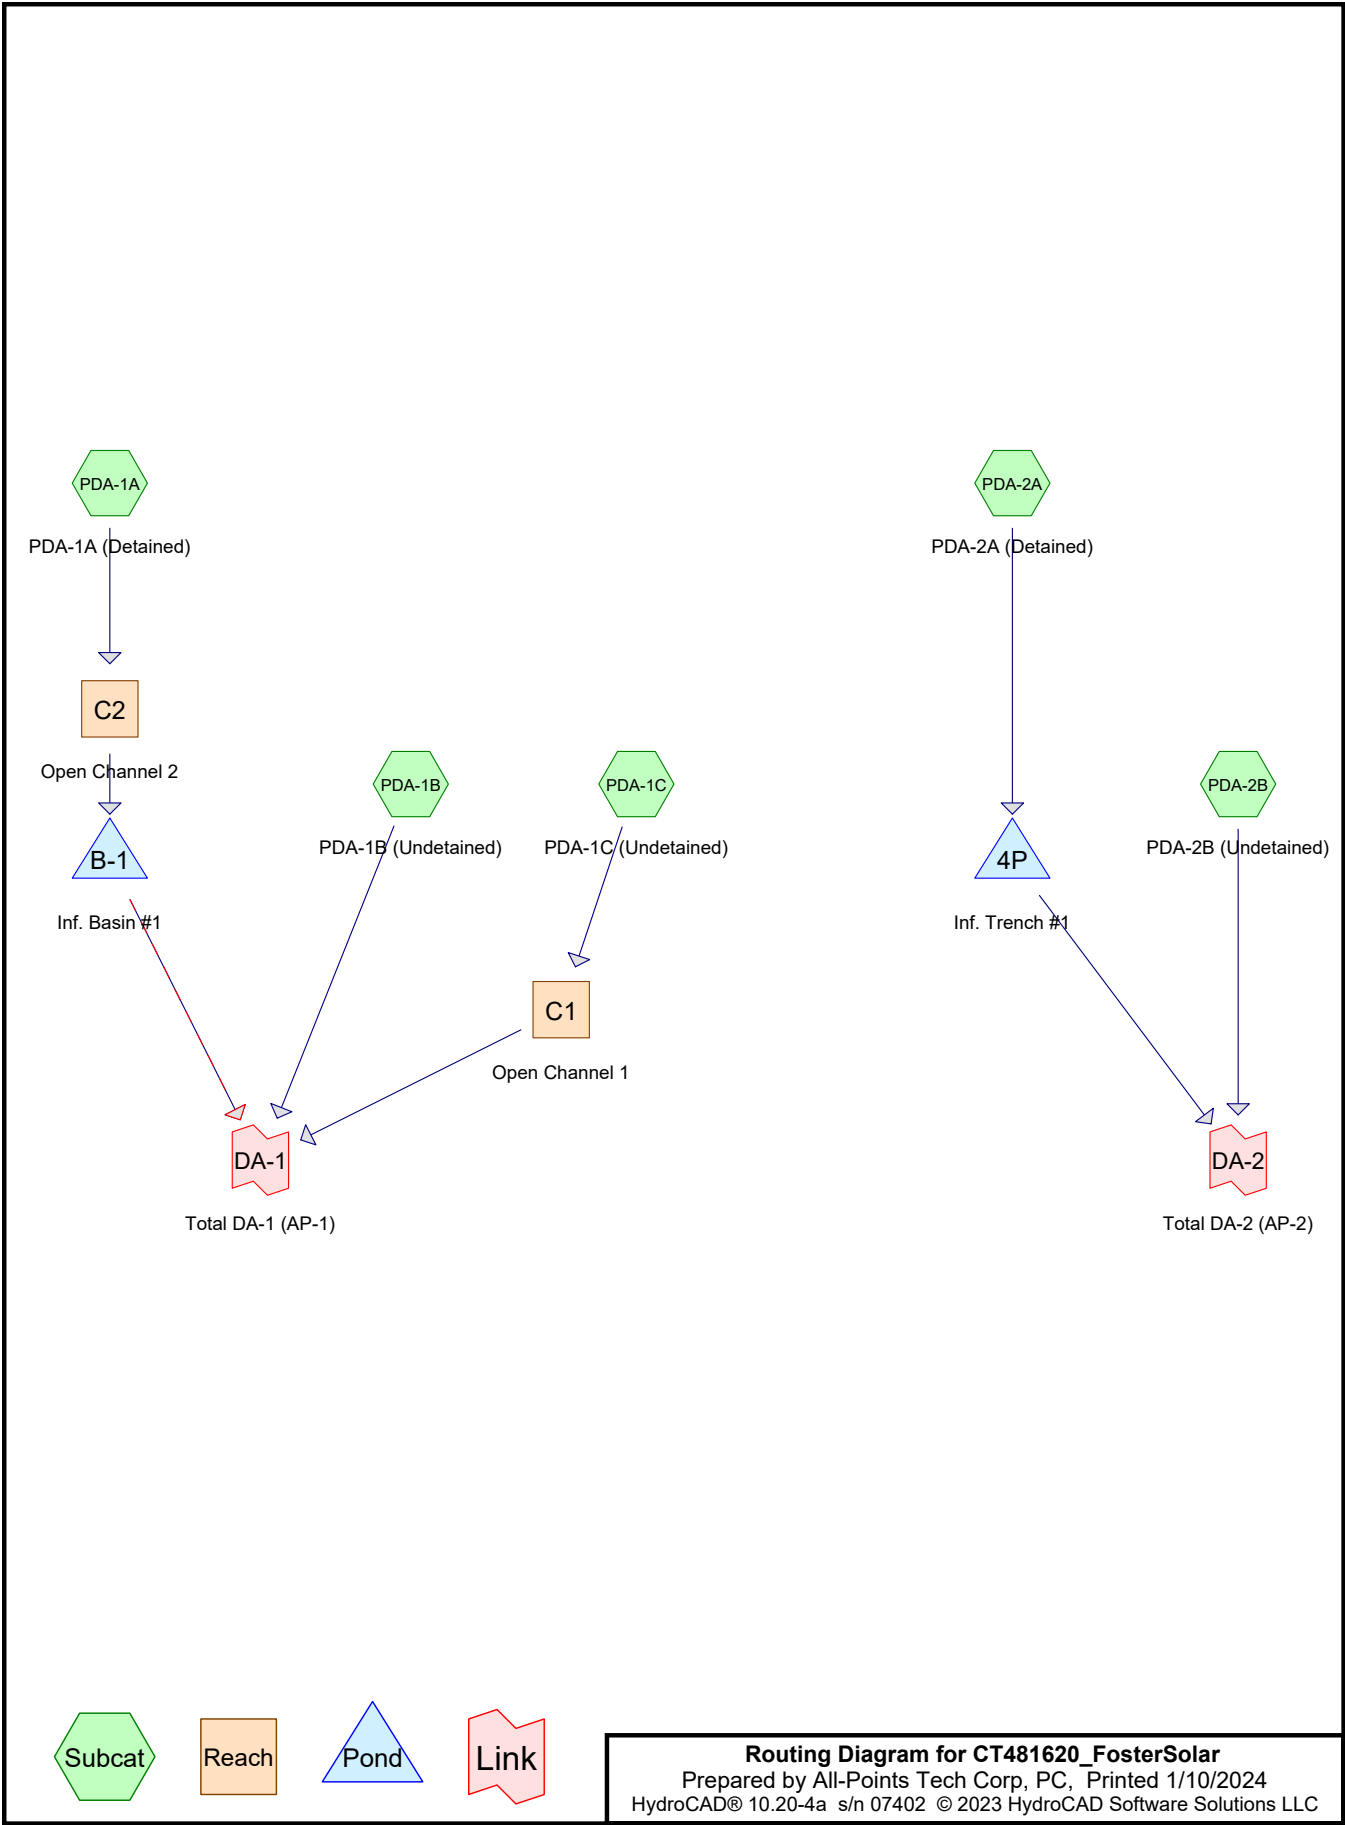 PDA-1A
PDA-1A (Detained)
PDA-2A
PDA-2A (Detained)
C2
Open Channel 2
PDA-1B
PDA-1B (Undetained)
PDA-1C
PDA-1C (Undetained)
PDA-2B
PDA-2B (Undetained)
B-1
Inf. Basin #1
4P
Inf. Trench #1
C1
Open Channel 1
DA-1
Total DA-1 (AP-1)
DA-2
Total DA-2 (AP-2)
Subcat
Reach
Pond
Link
Routing Diagram for CT481620_FosterSolar
Prepared by All-Points Tech Corp, PC, Printed 1/10/2024
HydroCAD® 10.20-4a s/n 07402 © 2023 HydroCAD Software Solutions LLC